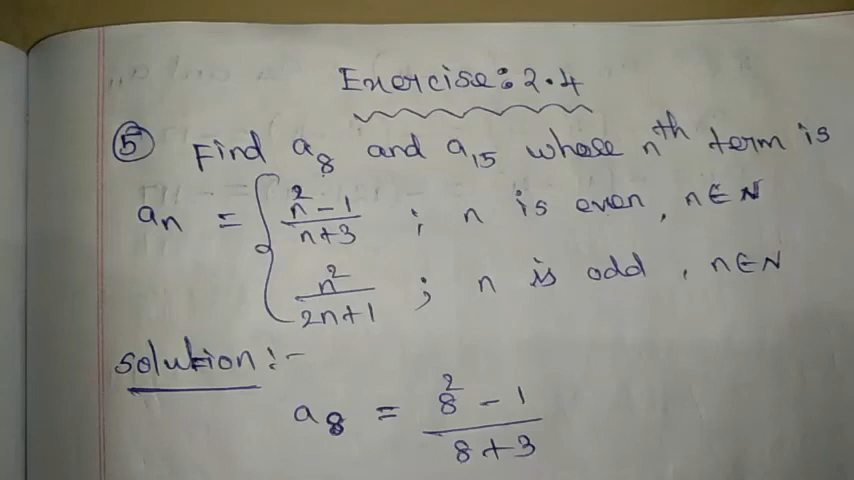 Exercise: 2.4
⑤ Find a₈ and a₁₅ whose nᵗʰ term is
aₙ = { (n² - 1)/(n+3) ; n is even, n∈N
n²/(2n+1) ; n is odd, n∈N
Solution :-
a₈ = (8² - 1)/(8+3)